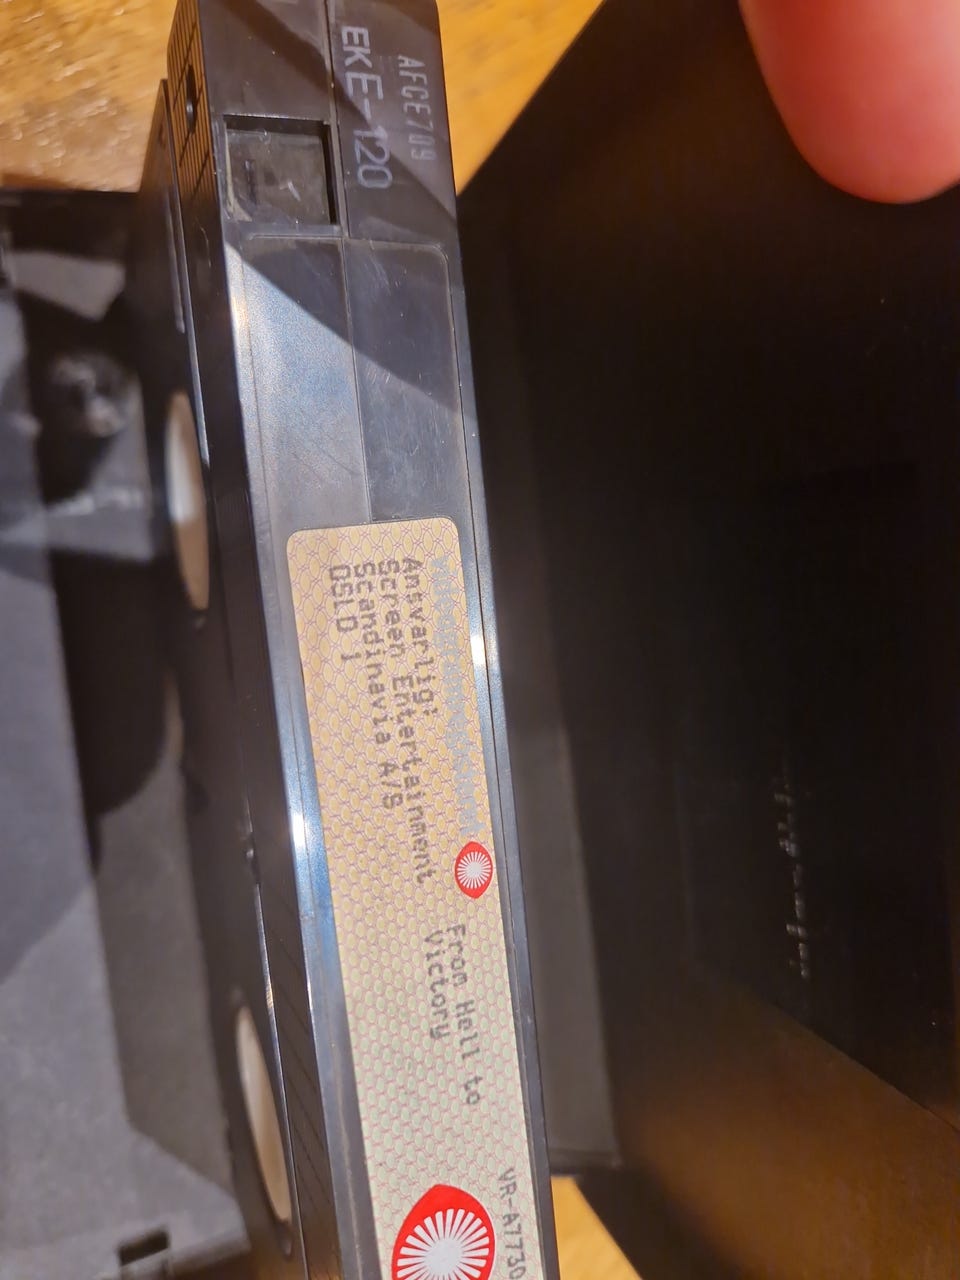 AFCE709
EKE-120
Ansvarlig:
Screen Entertainment
Scandinavia A/S
OSLO 1
From Hell to
Victory
VR-A7730